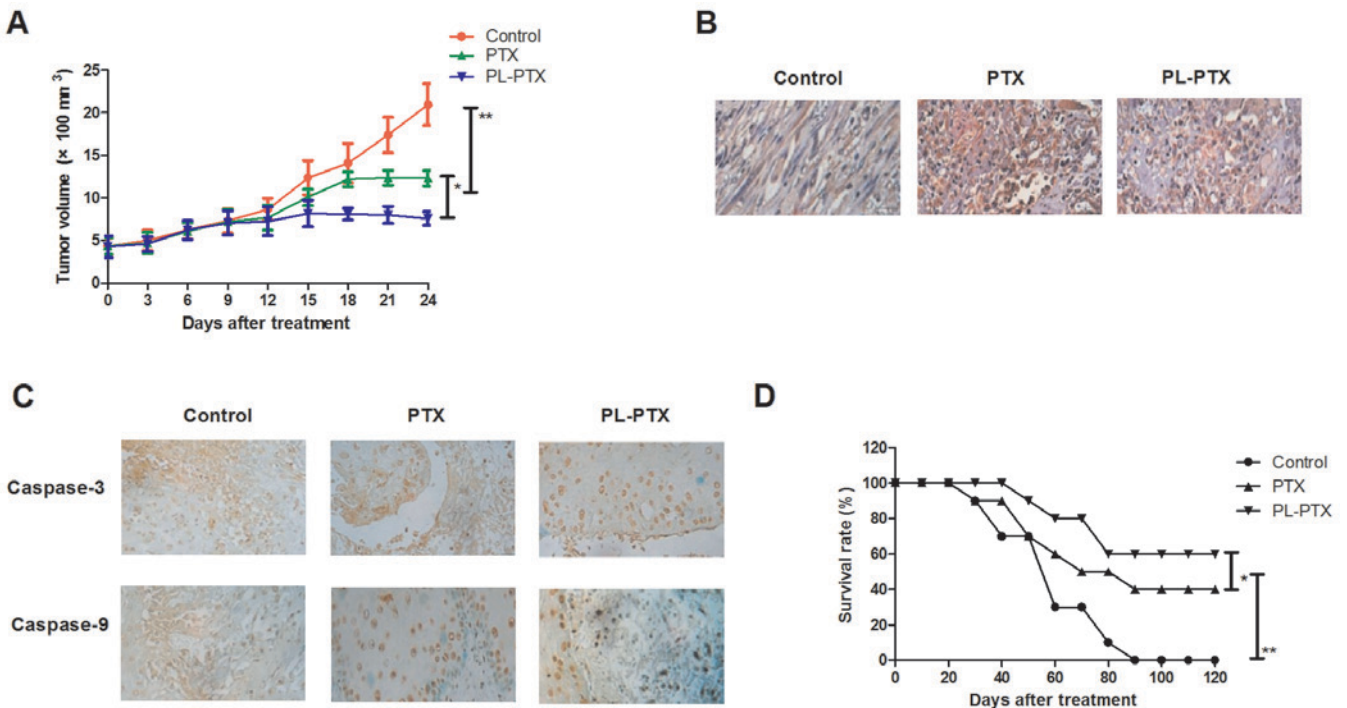 A
Control
PTX
PL-PTX
Tumor volume (× 100 mm ³)
25
20
15
10
5
0
**
*
0 3 6 9 12 15 18 21 24
Days after treatment
B
Control PTX PL-PTX
C
Control PTX PL-PTX
Caspase-3
Caspase-9
D
Control
PTX
PL-PTX
Survival rate (%)
120
100
80
60
40
20
0
*
**
0 20 40 60 80 100 120
Days after treatment